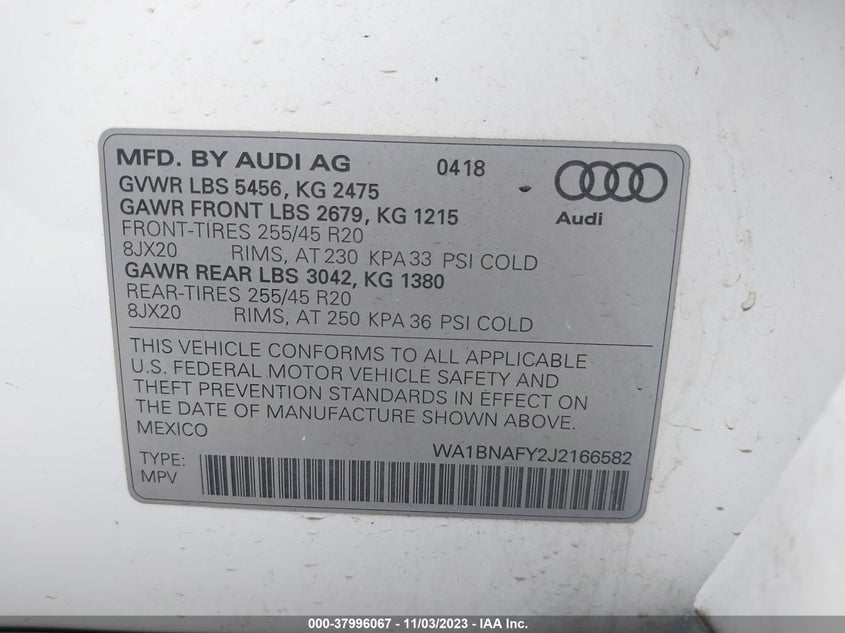 MFD. BY AUDI AG 0418
GVWR LBS 5456, KG 2475
GAWR FRONT LBS 2679, KG 1215
Audi
FRONT-TIRES 255/45 R20
8JX20 RIMS, AT 230 KPA 33 PSI COLD
GAWR REAR LBS 3042, KG 1380
REAR-TIRES 255/45 R20
8JX20 RIMS, AT 250 KPA 36 PSI COLD
THIS VEHICLE CONFORMS TO ALL APPLICABLE
U.S. FEDERAL MOTOR VEHICLE SAFETY AND
THEFT PREVENTION STANDARDS IN EFFECT ON
THE DATE OF MANUFACTURE SHOWN ABOVE.
MEXICO
WA1BNAFY2J2166582
TYPE:
MPV
000-37996067 - 11/03/2023 - IAA Inc.